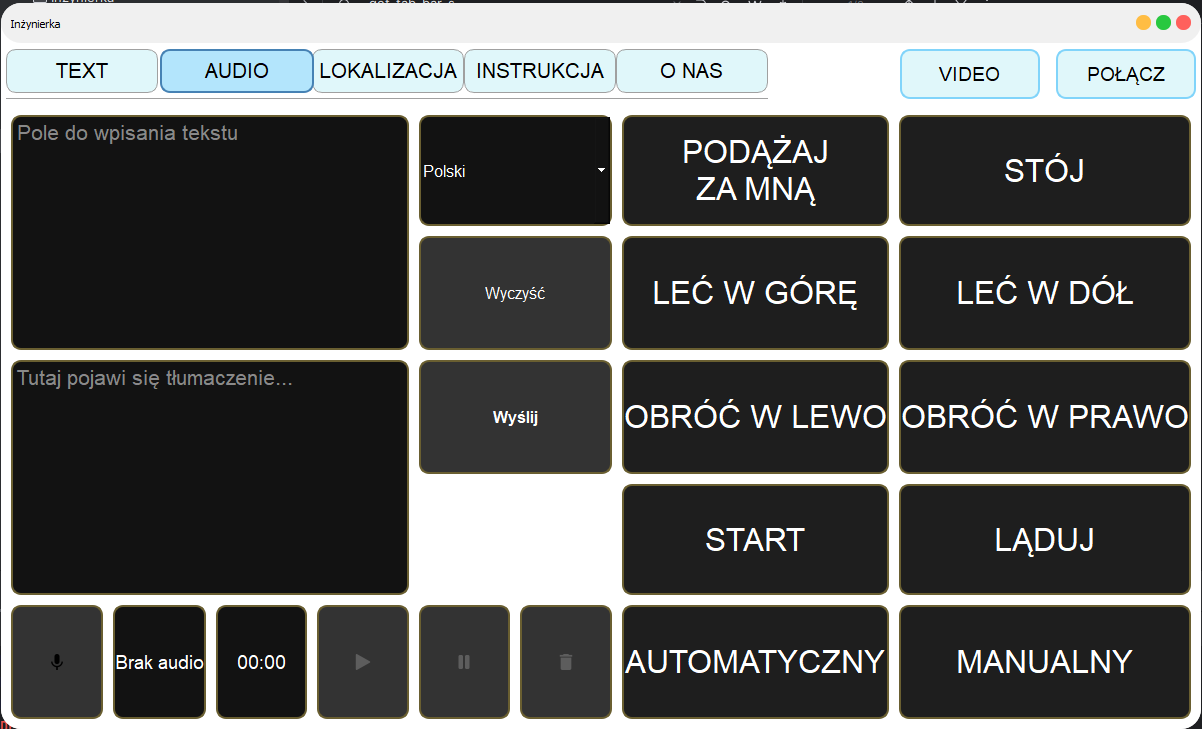 Inżynierka
TEXT
AUDIO
LOKALIZACJA
INSTRUKCJA
O NAS
VIDEO
POŁĄCZ
Pole do wpisania tekstu
Polski
PODĄŻAJ
ZA MNĄ
STÓJ
Wyczyść
LEĆ W GÓRĘ
LEĆ W DÓŁ
Tutaj pojawi się tłumaczenie...
Wyślij
OBRÓĆ W LEWO
OBRÓĆ W PRAWO
START
LĄDUJ
Brak audio
00:00
AUTOMATYCZNY
MANUALNY